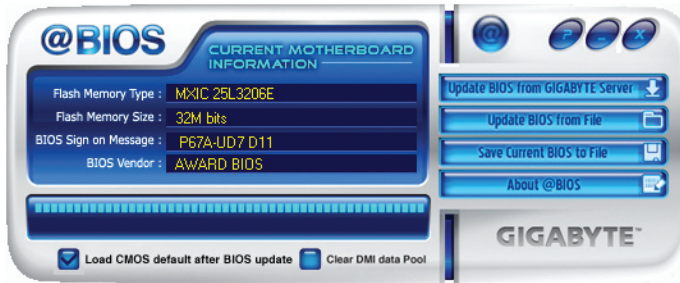 @BIOS
CURRENT MOTHERBOARD
INFORMATION
Flash Memory Type : MXIC 25L3206E
Flash Memory Size : 32M bits
BIOS Sign on Message : P67A-UD7 D11
BIOS Vendor : AWARD BIOS
Load CMOS default after BIOS update
Clear DMI data Pool
@ ? _ X
Update BIOS from GIGABYTE Server
Update BIOS from File
Save Current BIOS to File
About @BIOS
GIGABYTE™